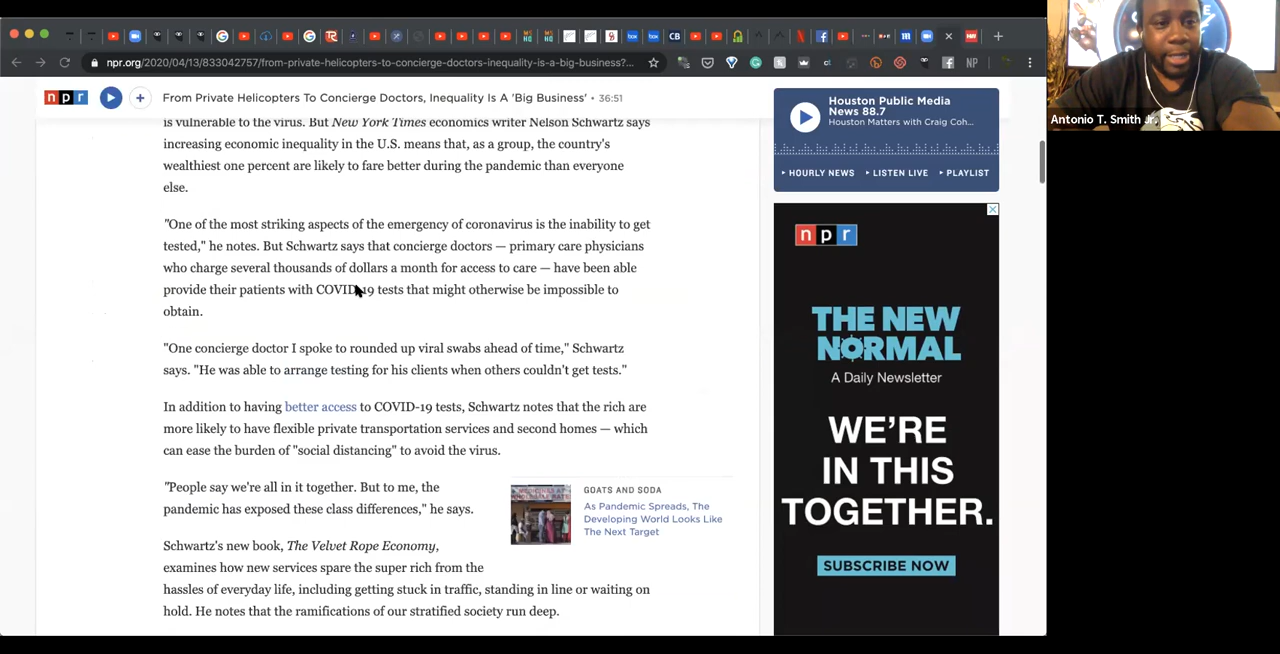 npr.org/2020/04/13/833042757/from-private-helicopters-to-concierge-doctors-inequality-is-a-big-business?...
NP
n p r
From Private Helicopters To Concierge Doctors, Inequality Is A 'Big Business' • 36:51
is vulnerable to the virus. But New York Times economics writer Nelson Schwartz says
increasing economic inequality in the U.S. means that, as a group, the country's
wealthiest one percent are likely to fare better during the pandemic than everyone
else.
"One of the most striking aspects of the emergency of coronavirus is the inability to get
tested," he notes. But Schwartz says that concierge doctors — primary care physicians
who charge several thousands of dollars a month for access to care — have been able
provide their patients with COVID-19 tests that might otherwise be impossible to
obtain.
"One concierge doctor I spoke to rounded up viral swabs ahead of time," Schwartz
says. "He was able to arrange testing for his clients when others couldn't get tests."
In addition to having better access to COVID-19 tests, Schwartz notes that the rich are
more likely to have flexible private transportation services and second homes — which
can ease the burden of "social distancing" to avoid the virus.
"People say we're all in it together. But to me, the
pandemic has exposed these class differences," he says.
GOATS AND SODA
As Pandemic Spreads, The
Developing World Looks Like
The Next Target
Schwartz's new book, The Velvet Rope Economy,
examines how new services spare the super rich from the
hassles of everyday life, including getting stuck in traffic, standing in line or waiting on
hold. He notes that the ramifications of our stratified society run deep.
Houston Public Media
News 88.7
Houston Matters with Craig Coh...
HOURLY NEWS
LISTEN LIVE
PLAYLIST
n p r
THE NEW
NORMAL
A Daily Newsletter
WE'RE
IN THIS
TOGETHER.
SUBSCRIBE NOW
Antonio T. Smith Jr.